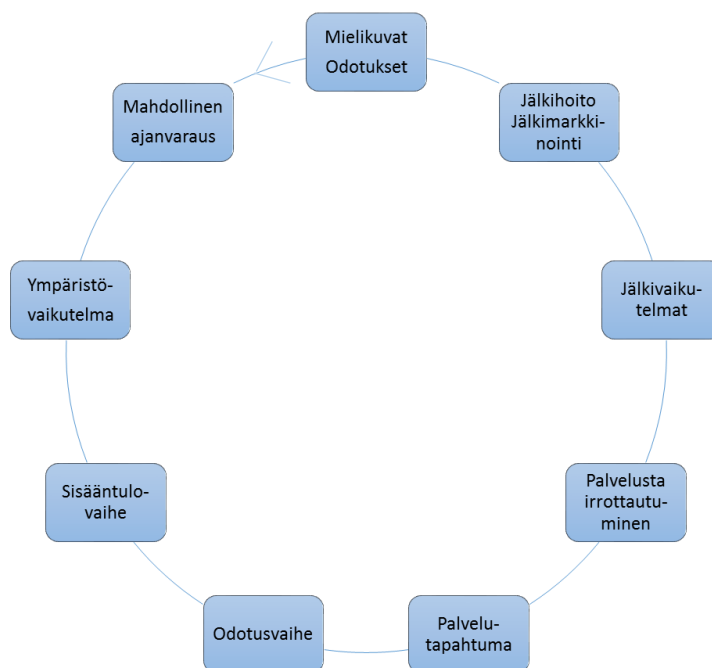 Mielikuvat
Odotukset
Mahdollinen
ajanvaraus
Jälkihoito
Jälkimarkki-
nointi
Ympäristö-
vaikutelma
Jälkivaiku-
telmat
Sisääntulo-
vaihe
Palvelusta
irrottautu-
minen
Odotusvaihe
Palvelu-
tapahtuma